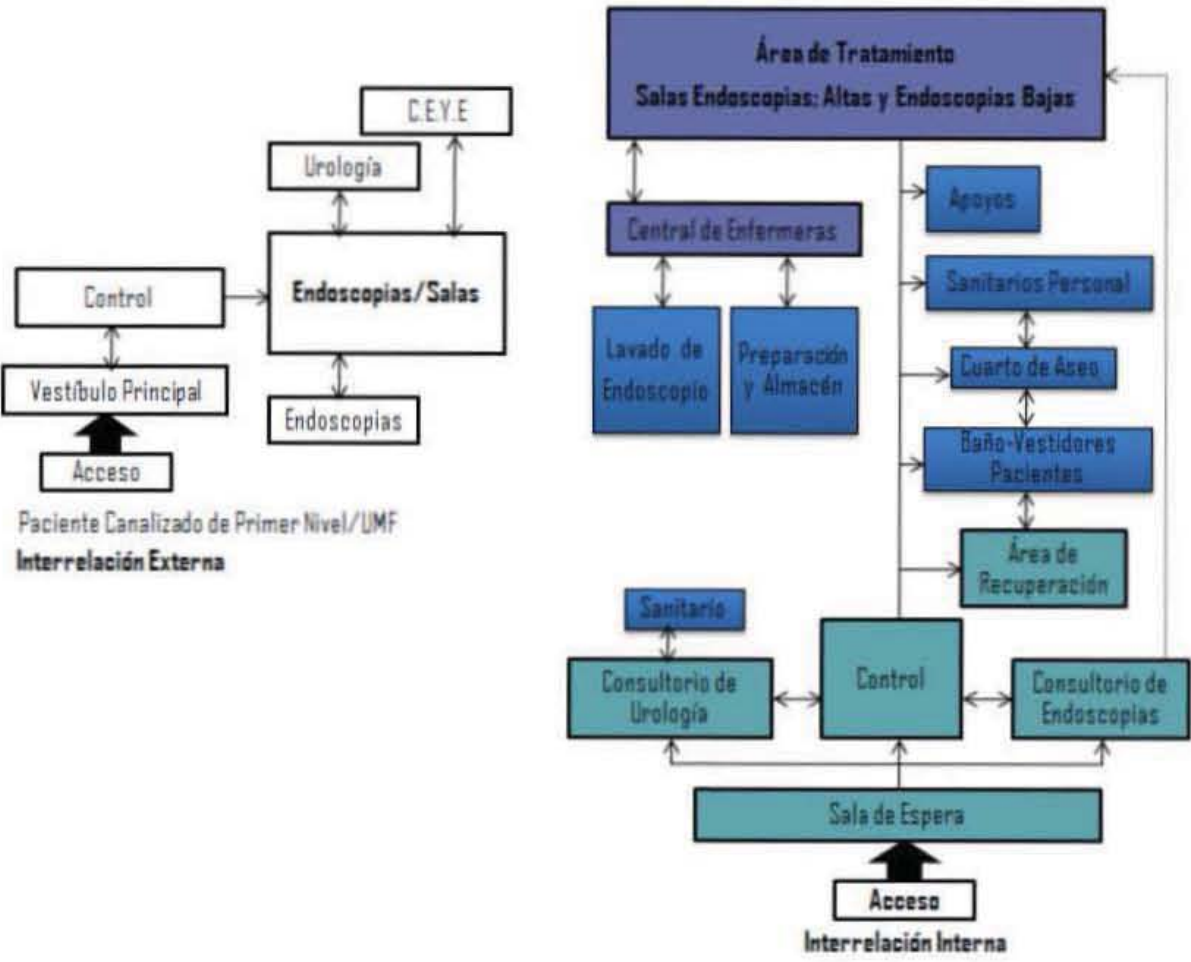 C.E.Y.E
Urología
Control
Endoscopias/Salas
Vestíbulo Principal
Endoscopias
Acceso
Paciente Canalizado de Primer Nivel/UMF
Interrelación Externa
Área de Tratamiento
Salas Endoscopias: Altas y Endoscopias Bajas
Apoyos
Central de Enfermeras
Sanitarios Personal
Lavado de
Endoscopio
Preparación
y Almacén
Cuarto de Aseo
Baño-Vestidores
Pacientes
Área de
Recuperación
Sanitario
Consultorio de
Urología
Control
Consultorio de
Endoscopias
Sala de Espera
Acceso
Interrelación Interna